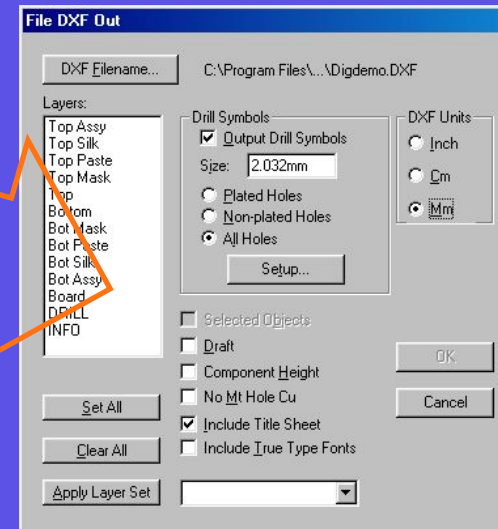 File DXF Out
DXF Filename...
C:\Program Files\...\Digdemo.DXF
Layers:
Top Assy
Top Silk
Top Paste
Top Mask
Top
Bottom
Bot Mask
Bot Paste
Bot Silk
Bot Assy
Board
DRILL
INFO
Set All
Clear All
Apply Layer Set
Drill Symbols
Output Drill Symbols
Size: 2.032mm
Plated Holes
Non-plated Holes
All Holes
Setup...
Selected Objects
Draft
Component Height
No Mt Hole Cu
Include Title Sheet
Include True Type Fonts
DXF Units
Inch
Cm
Mm
OK
Cancel